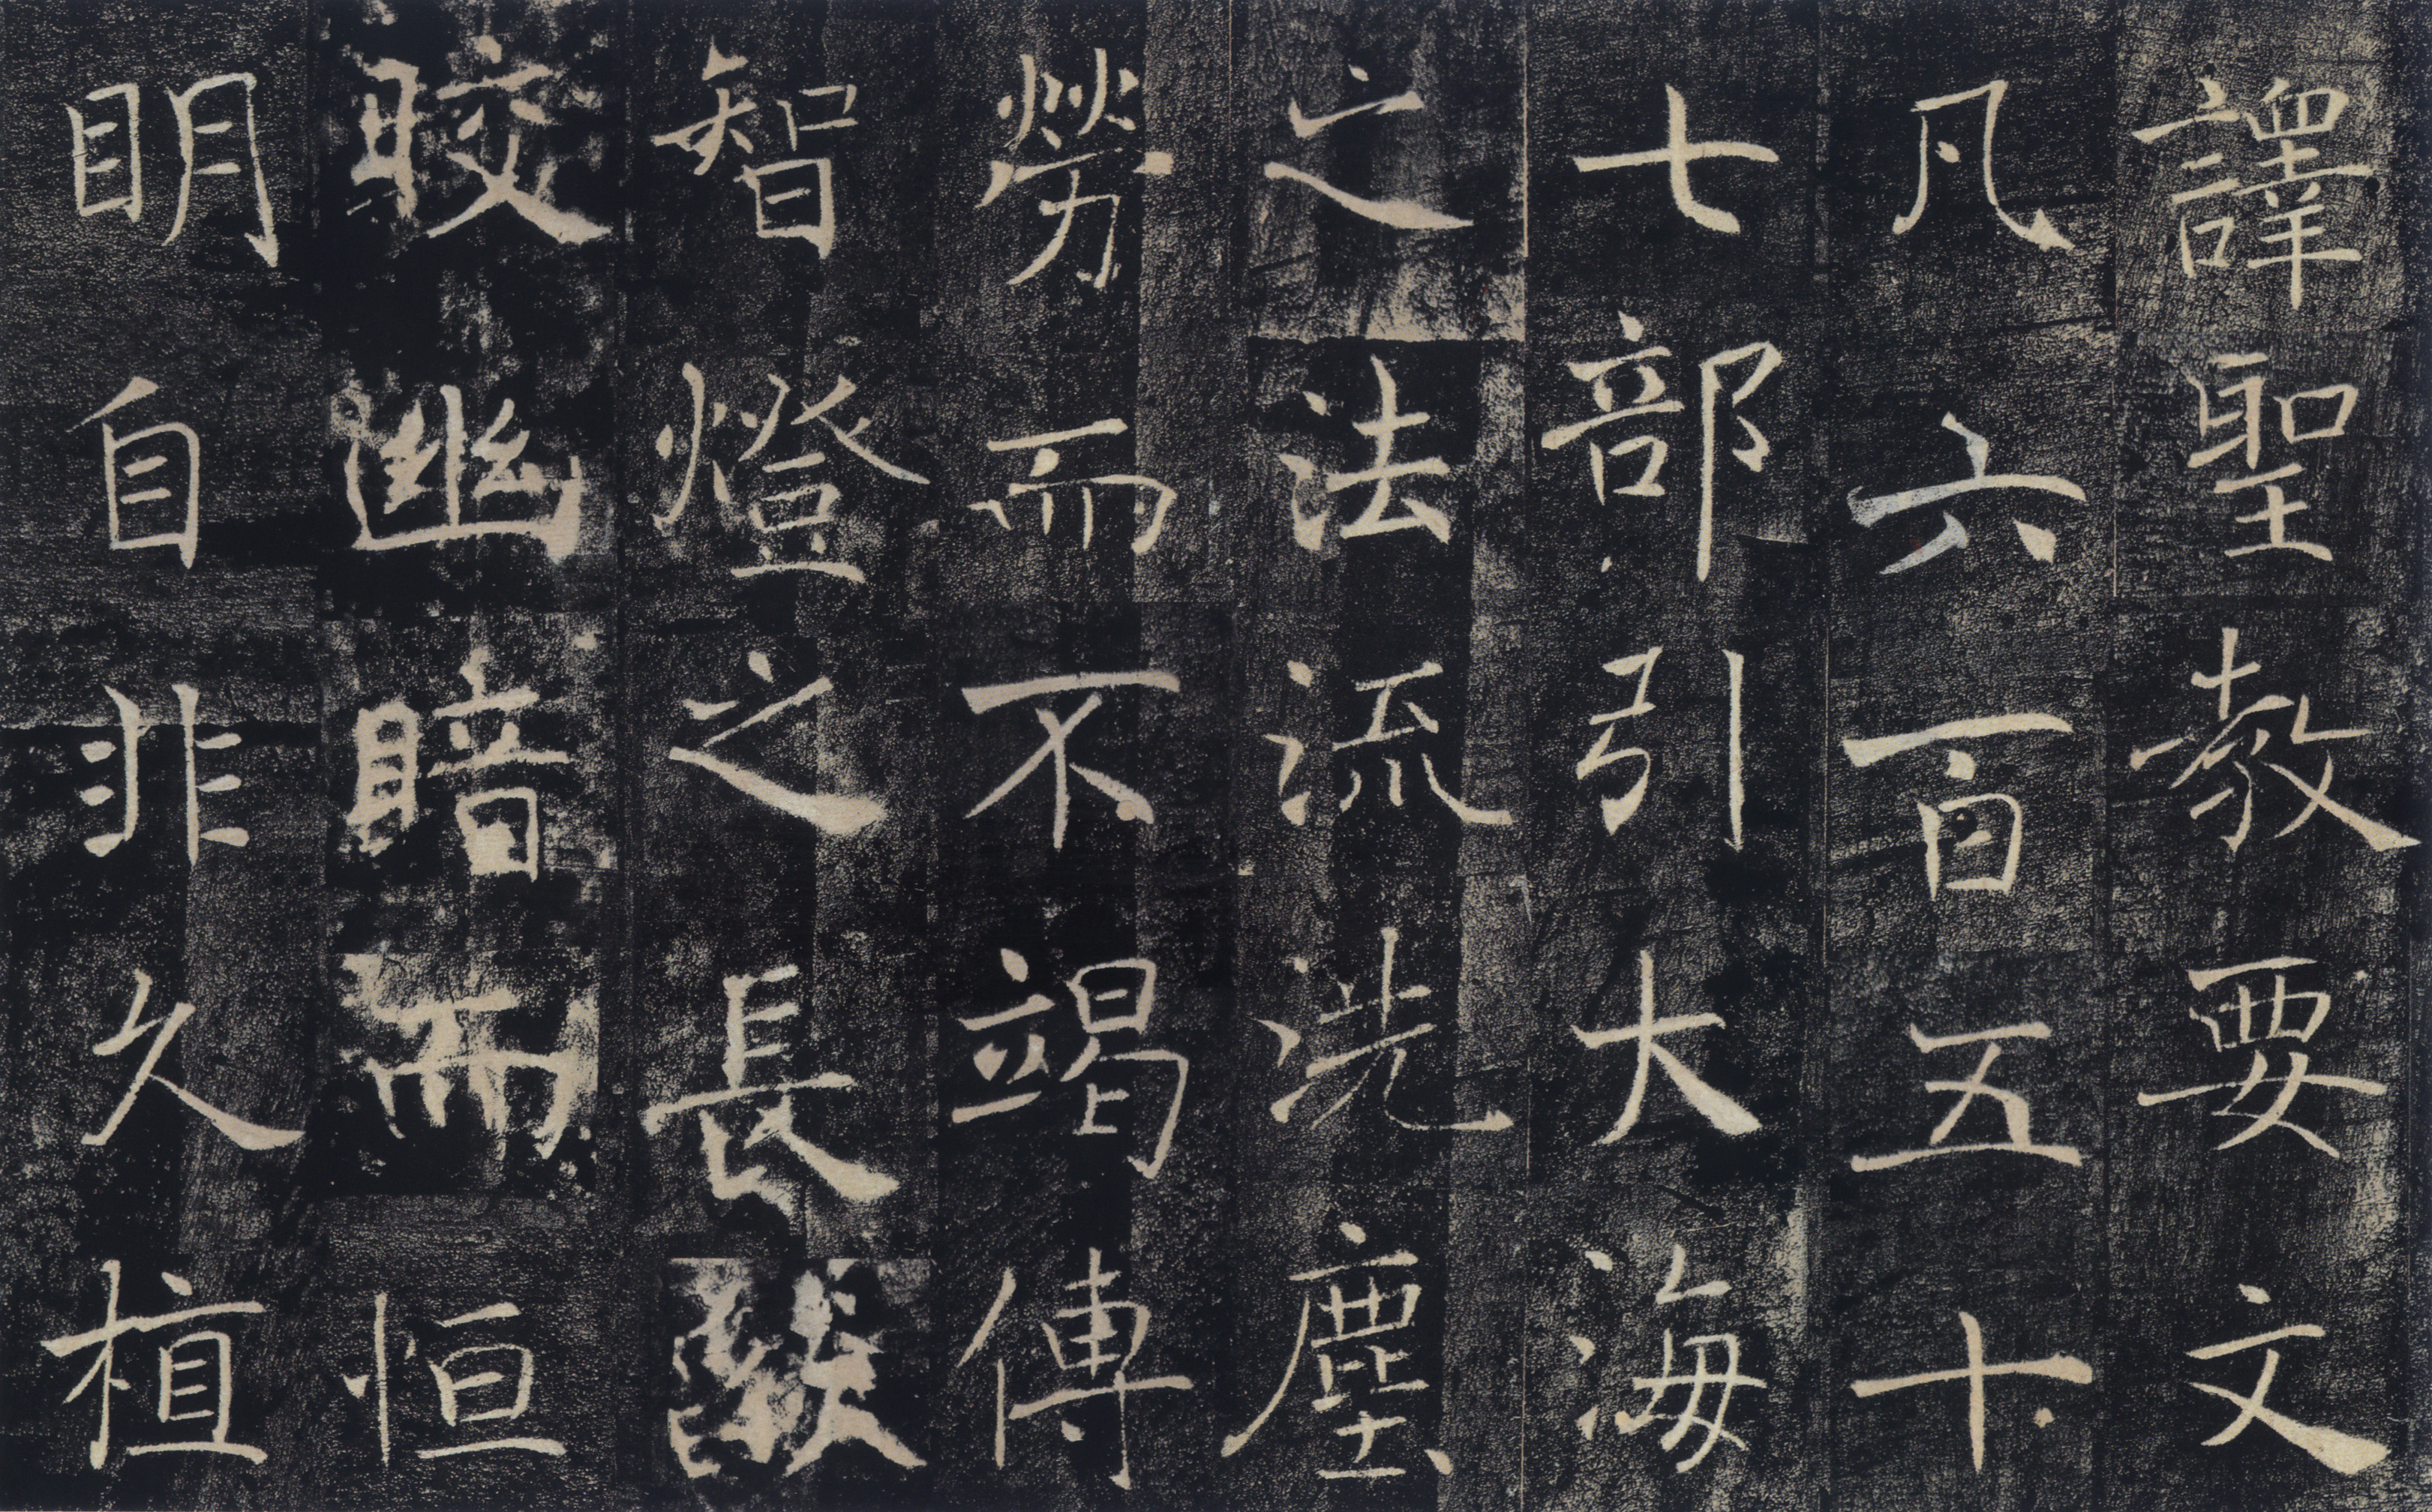 譯聖教要文
凡六百五十
七部引大海
之法流洗塵
勞而不竭傳
智燈之長燄
皎幽暗而恒
明自非久植